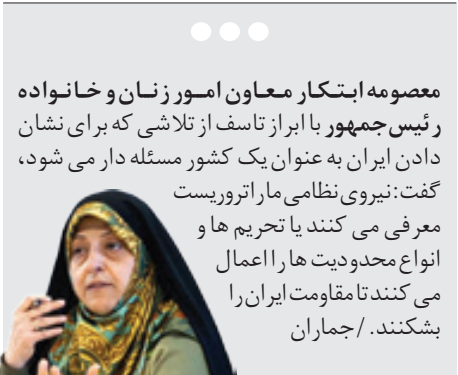 معصومه ابتکار معاون امور زنان و خانواده
رئیس‌جمهور با ابراز تاسف از تلاشی که برای نشان
دادن ایران به عنوان یک کشور مسئله دار می شود،
گفت: نیروی نظامی ما را تروریست
معرفی می کنند یا تحریم ها و
انواع محدودیت ها را اعمال
می کنند تا مقاومت ایران را
بشکنند. / جماران